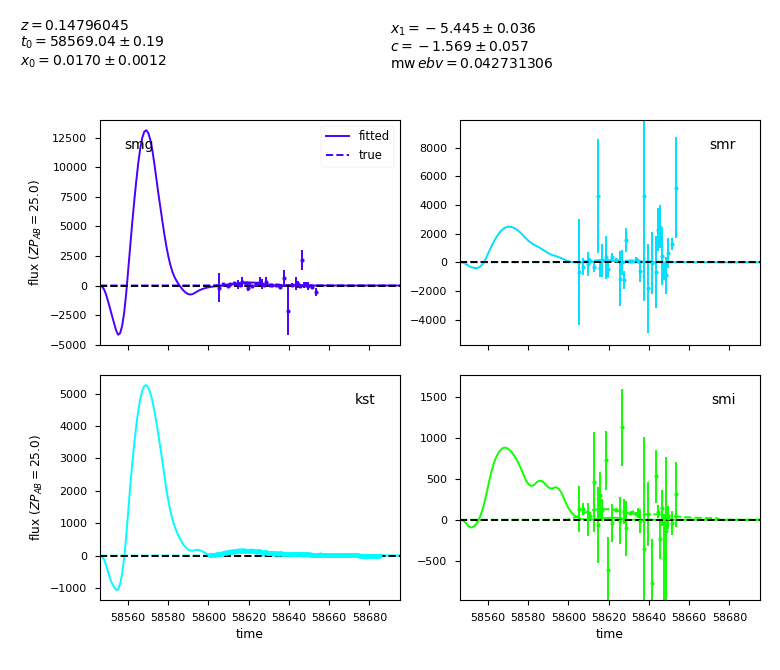 z = 0.14796045
t₀ = 58569.04 ± 0.19
x₀ = 0.0170 ± 0.0012
x₁ = −5.445 ± 0.036
c = −1.569 ± 0.057
mw ebv = 0.042731306
smg
fitted
true
12500
10000
7500
5000
2500
0
−2500
−5000
flux (ZP_AB = 25.0)
smr
8000
6000
4000
2000
0
−2000
−4000
kst
5000
4000
3000
2000
1000
0
−1000
flux (ZP_AB = 25.0)
58560 58580 58600 58620 58640 58660 58680
time
smi
1500
1000
500
0
−500
58560 58580 58600 58620 58640 58660 58680
time